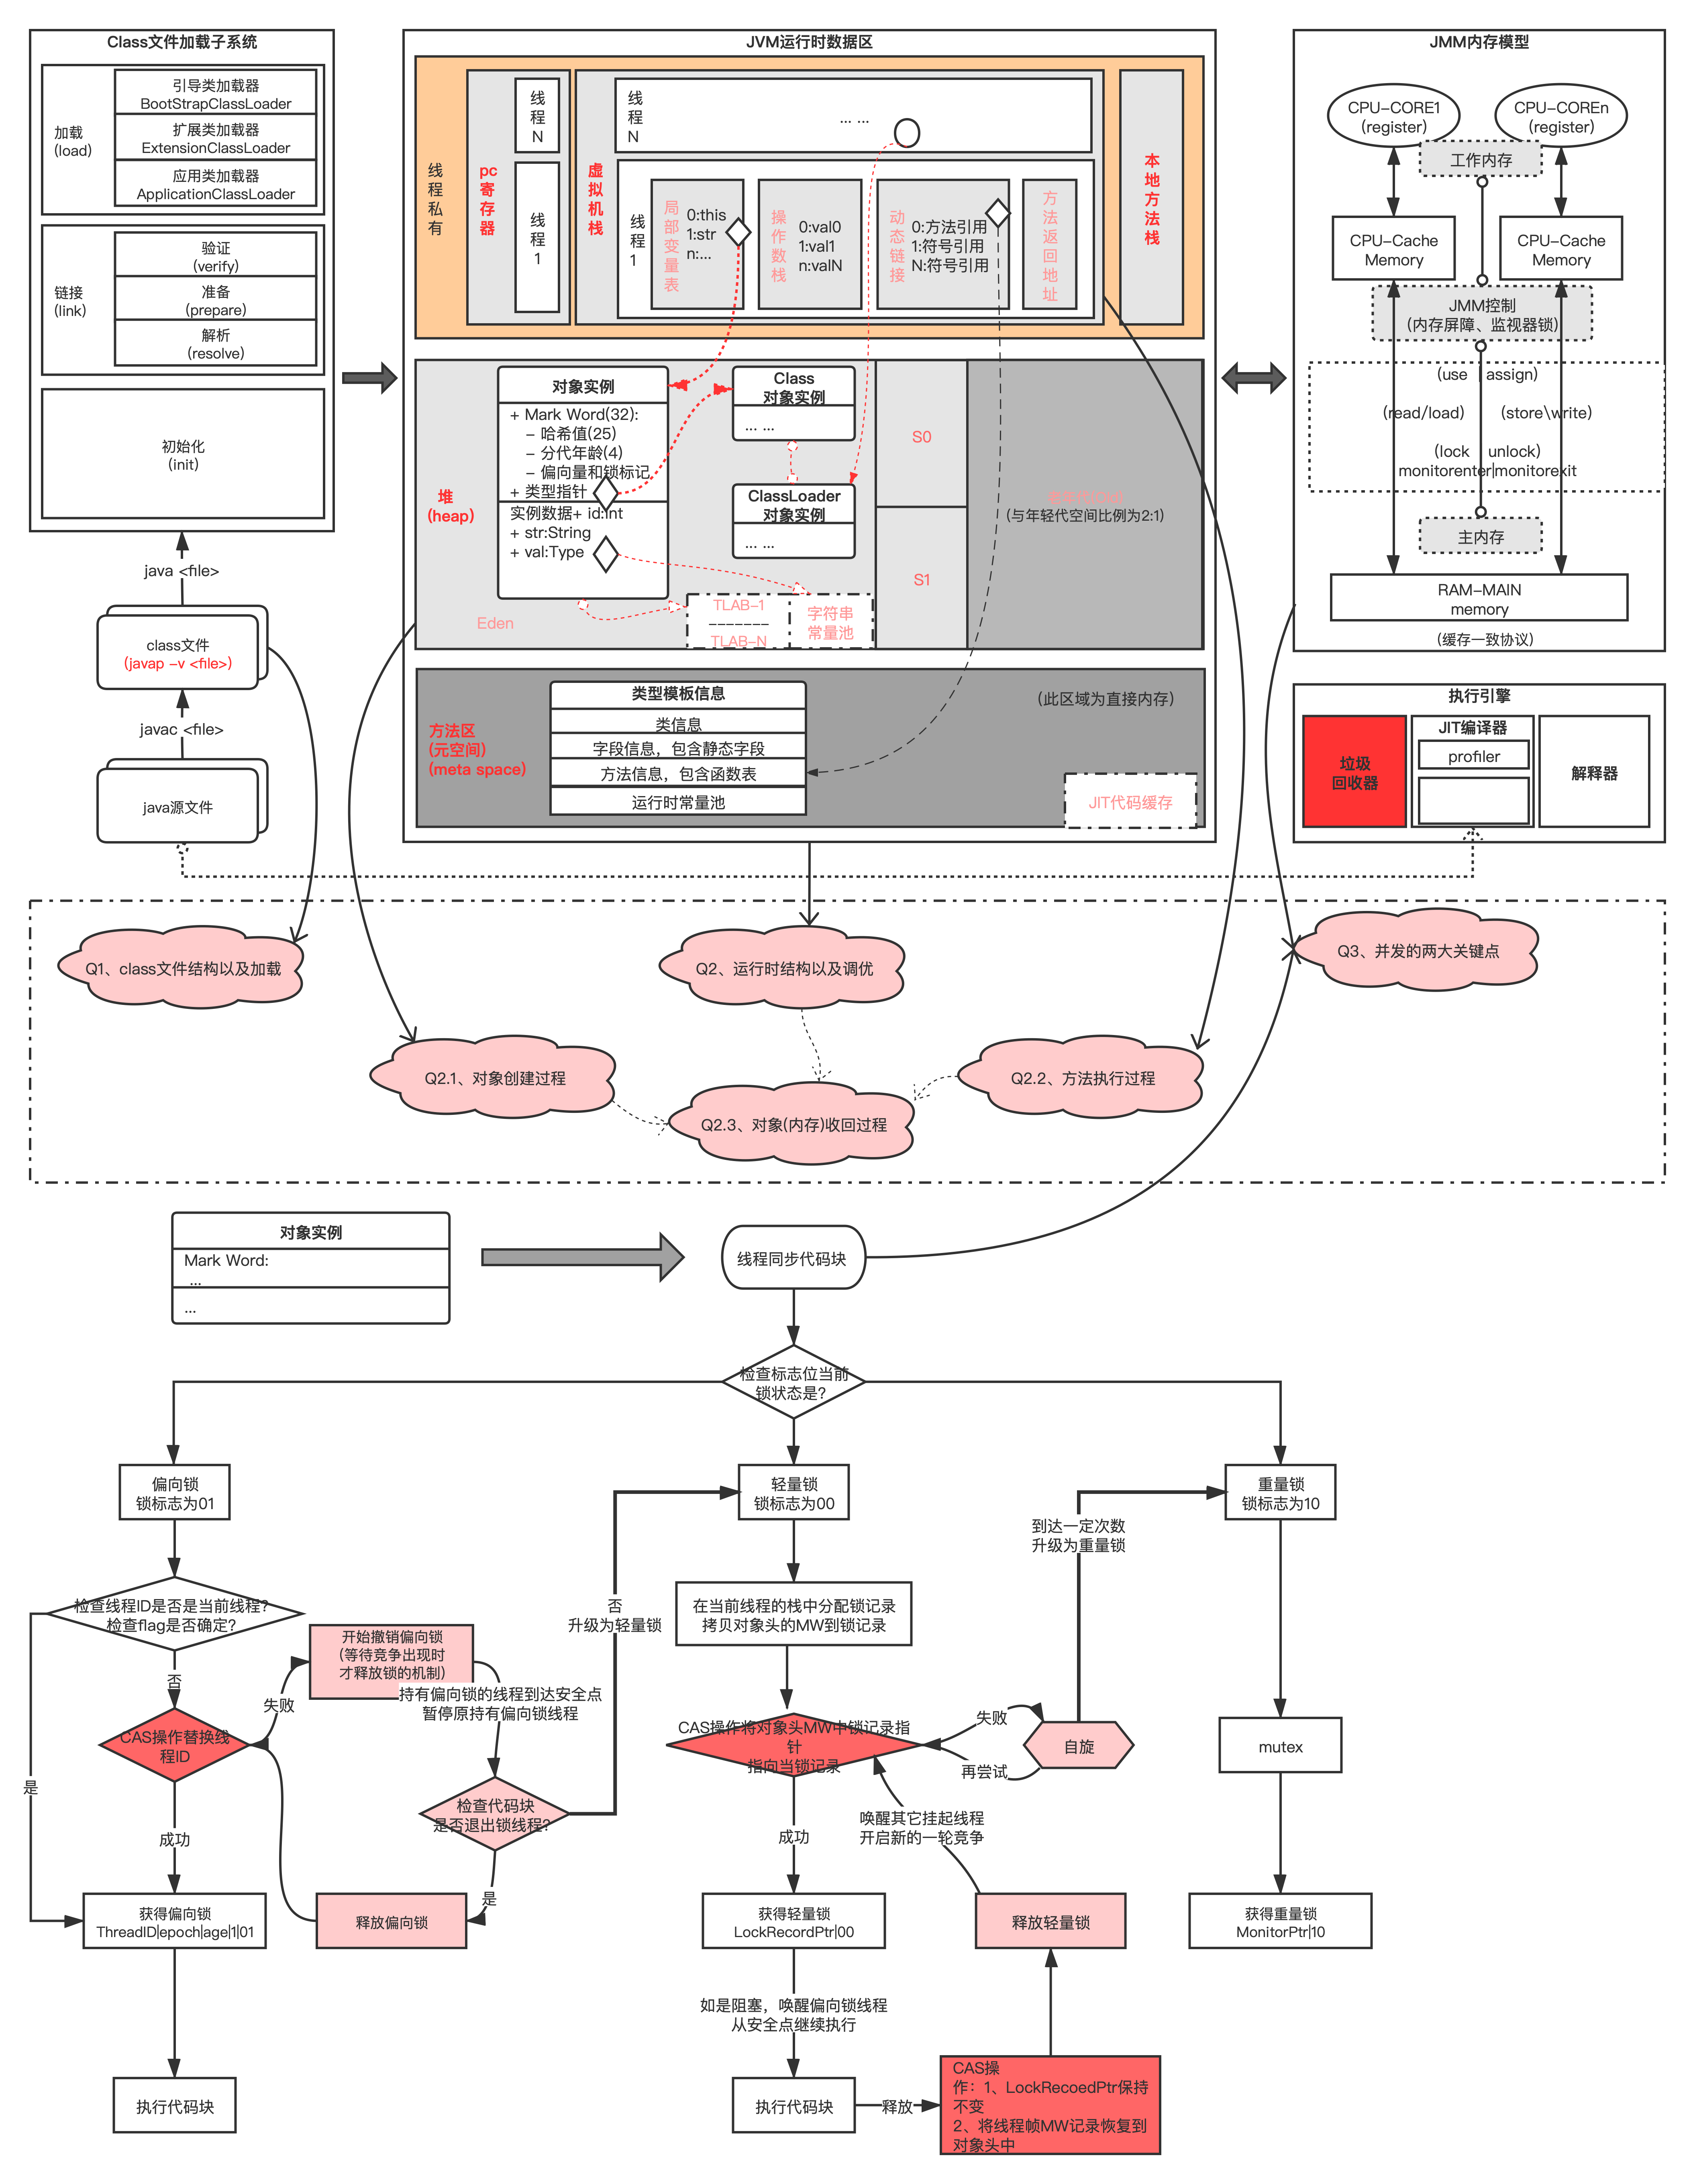 Class文件加载子系统
加载
(load)
引导类加载器
BootStrapClassLoader
扩展类加载器
ExtensionClassLoader
应用类加载器
ApplicationClassLoader
链接
(link)
验证
(verify)
准备
(prepare)
解析
(resolve)
初始化
(init)
java <file>
class文件
(javap -v <file>)
javac <file>
java源文件
JVM运行时数据区
线程私有
pc寄存器
线程N
线程1
虚拟机栈
线程N
... ...
线程1
局部变量表
0:this
1:str
n:...
操作数栈
0:val0
1:val1
n:valN
动态链接
0:方法引用
1:符号引用
N:符号引用
方法返回地址
本地方法栈
堆
(heap)
对象实例
+ Mark Word(32):
- 哈希值(25)
- 分代年龄(4)
- 偏向量和锁标记
+ 类型指针
实例数据+ id:int
+ str:String
+ val:Type
Class
对象实例
... ...
ClassLoader
对象实例
... ...
Eden
TLAB-1
-------
TLAB-N
字符串
常量池
S0
S1
(与年轻代空间比例为2:1)
方法区
(元空间)
(meta space)
类型模板信息
类信息
字段信息，包含静态字段
方法信息，包含函数表
运行时常量池
(此区域为直接内存)
JIT代码缓存
JMM内存模型
CPU-CORE1
(register)
CPU-COREn
(register)
工作内存
CPU-Cache
Memory
CPU-Cache
Memory
JMM控制
(内存屏障、监视器锁)
(use assign)
(read/load) (store\write)
(lock unlock)
monitorenter|monitorexit
主内存
RAM-MAIN
memory
(缓存一致协议)
执行引擎
垃圾
回收器
JIT编译器
profiler
解释器
Q1、class文件结构以及加载
Q2、运行时结构以及调优
Q3、并发的两大关键点
Q2.1、对象创建过程
Q2.2、方法执行过程
Q2.3、对象(内存)收回过程
对象实例
Mark Word:
...
...
线程同步代码块
检查标志位当前
锁状态是?
偏向锁
锁标志为01
轻量锁
锁标志为00
重量锁
锁标志为10
到达一定次数
升级为重量锁
检查线程ID是否是当前线程?
检查flag是否确定?
否
升级为轻量锁
在当前线程的栈中分配锁记录
拷贝对象头的MW到锁记录
开始撤销偏向锁
(等待竞争出现时
才释放锁的机制)
否
失败
持有偏向锁的线程到达安全点
暂停原持有偏向锁线程
CAS操作替换线
程ID
CAS操作将对象头MW中锁记录指
针
指向当锁记录
失败
自旋
再尝试
mutex
是
检查代码块
是否退出锁线程?
唤醒其它挂起线程
开启新的一轮竞争
成功
成功
是
获得偏向锁
ThreadID|epoch|age|1|01
释放偏向锁
获得轻量锁
LockRecordPtr|00
释放轻量锁
获得重量锁
MonitorPtr|10
如是阻塞，唤醒偏向锁线程
从安全点继续执行
执行代码块
执行代码块
释放
CAS操
作：1、LockRecoedPtr保持
不变
2、将线程帧MW记录恢复到
对象头中